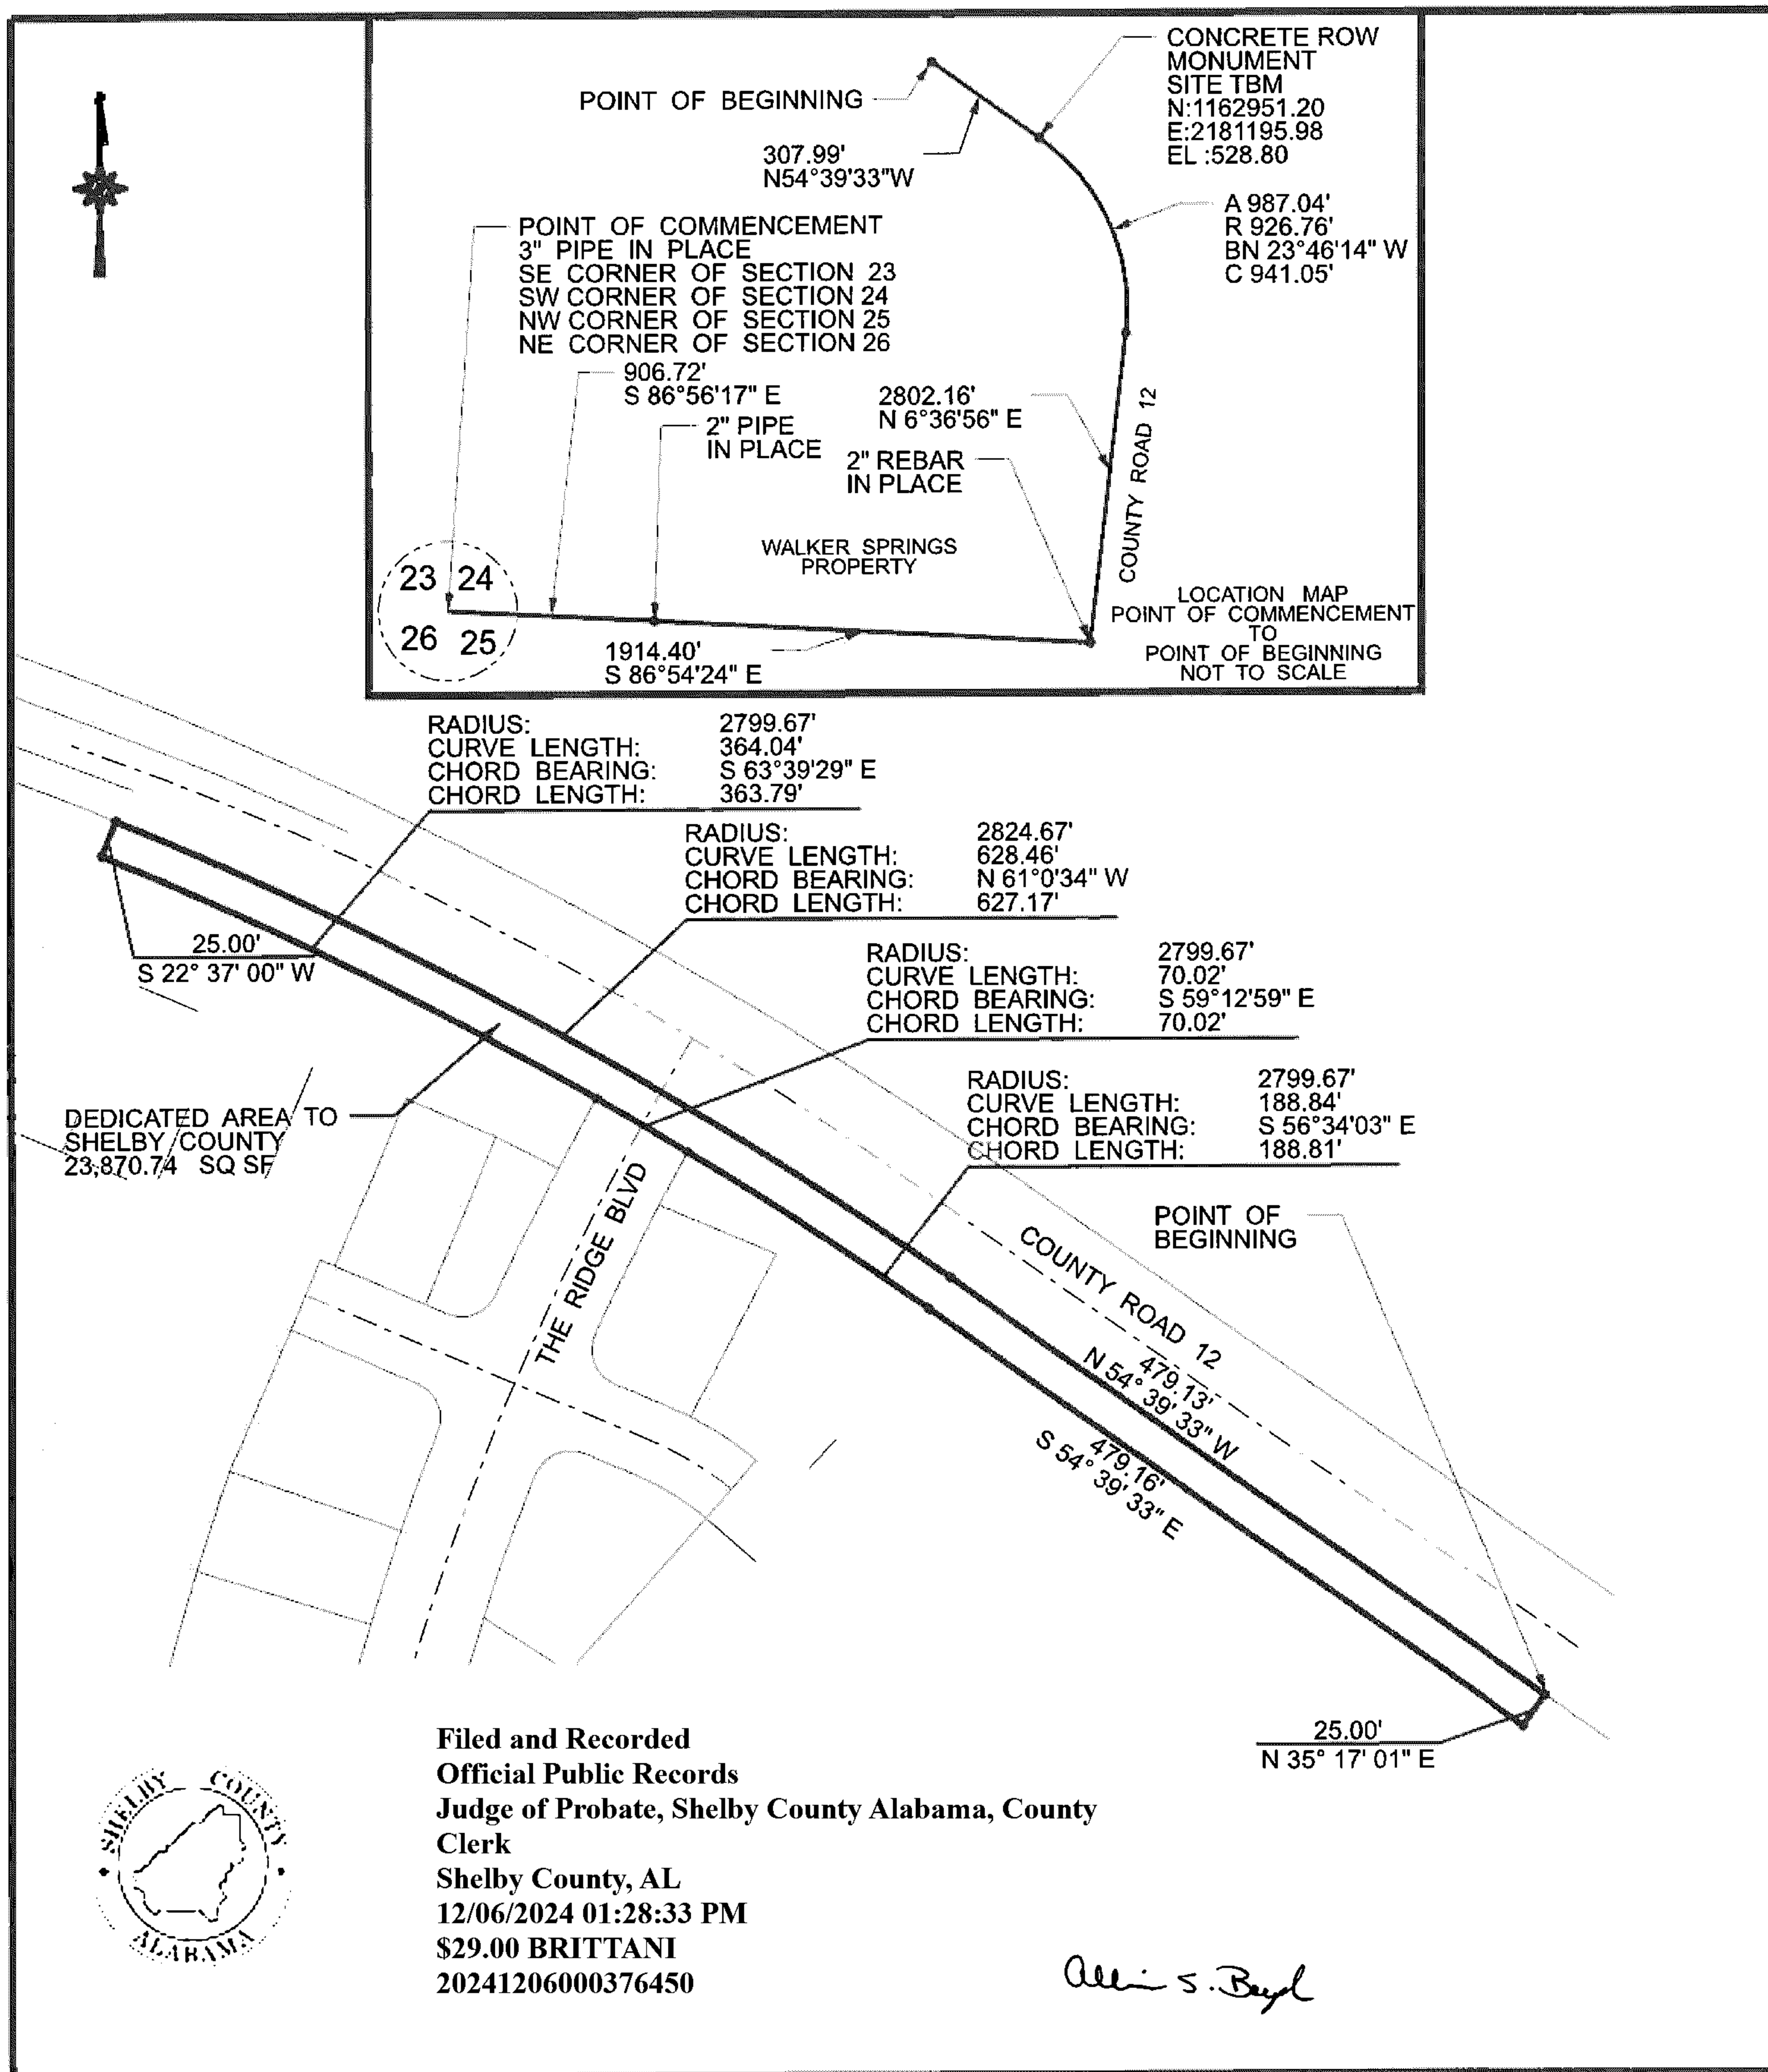 CONCRETE ROW
MONUMENT
SITE TBM
N:1162951.20
E:2181195.98
EL :528.80
POINT OF BEGINNING
307.99'
N54°39'33"W
A 987.04'
R 926.76'
BN 23°46'14" W
C 941.05'
POINT OF COMMENCEMENT
3" PIPE IN PLACE
SE CORNER OF SECTION 23
SW CORNER OF SECTION 24
NW CORNER OF SECTION 25
NE CORNER OF SECTION 26
906.72'
S 86°56'17" E
2" PIPE
IN PLACE
2802.16'
N 6°36'56" E
2" REBAR
IN PLACE
COUNTY ROAD 12
WALKER SPRINGS
PROPERTY
23 24
26 25
1914.40'
S 86°54'24" E
LOCATION MAP
POINT OF COMMENCEMENT
TO
POINT OF BEGINNING
NOT TO SCALE
RADIUS: 2799.67'
CURVE LENGTH: 364.04'
CHORD BEARING: S 63°39'29" E
CHORD LENGTH: 363.79'
RADIUS: 2824.67'
CURVE LENGTH: 628.46'
CHORD BEARING: N 61°0'34" W
CHORD LENGTH: 627.17'
25.00'
S 22° 37' 00" W
RADIUS: 2799.67'
CURVE LENGTH: 70.02'
CHORD BEARING: S 59°12'59" E
CHORD LENGTH: 70.02'
RADIUS: 2799.67'
CURVE LENGTH: 188.84'
CHORD BEARING: S 56°34'03" E
CHORD LENGTH: 188.81'
DEDICATED AREA TO
SHELBY COUNTY
23,870.74 SQ SF
THE RIDGE BLVD
POINT OF
BEGINNING
COUNTY ROAD 12
479.13'
N 54° 39' 33" W
479.16'
S 54° 39' 33" E
25.00'
N 35° 17' 01" E
SHELBY COUNTY
ALABAMA
Filed and Recorded
Official Public Records
Judge of Probate, Shelby County Alabama, County
Clerk
Shelby County, AL
12/06/2024 01:28:33 PM
$29.00 BRITTANI
20241206000376450
Allin S. Boyd